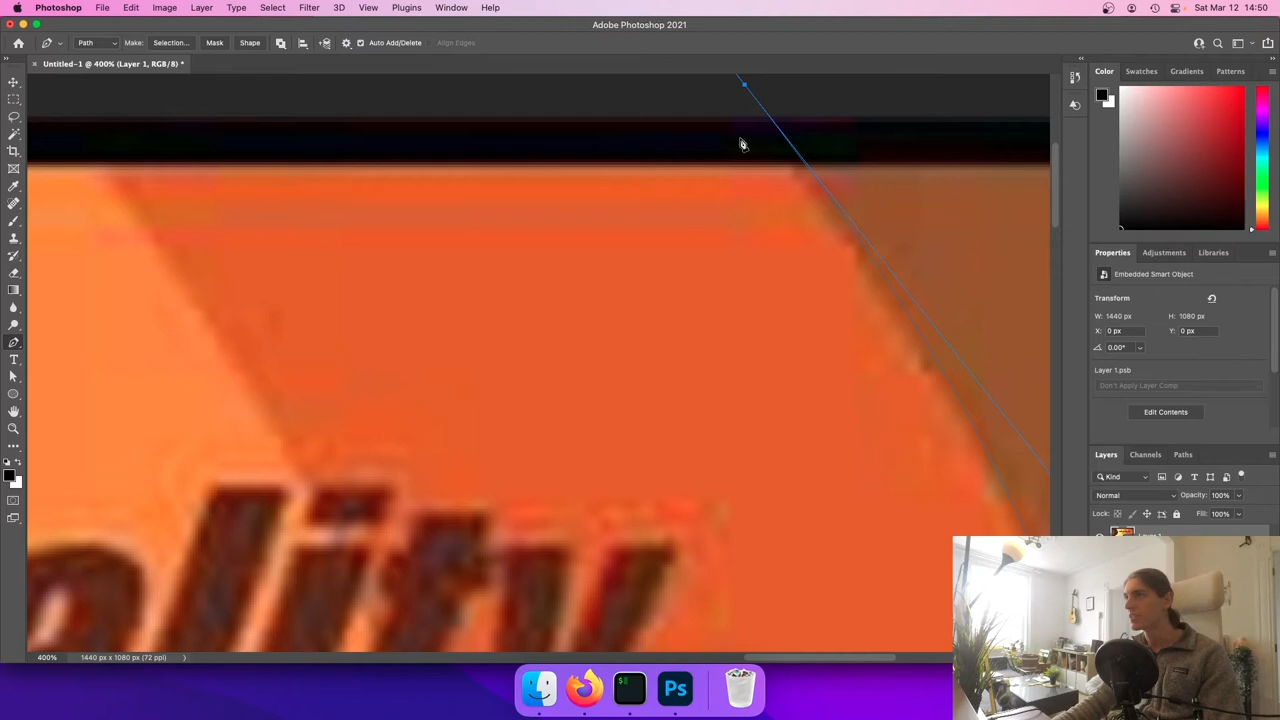 Photoshop File Edit Image Layer Type Select Filter 3D View Plugins Window Help Sat Mar 12 14:50
Adobe Photoshop 2021
Path Make: Selection... Mask Shape Auto Add/Delete Align Edges
Untitled-1 @ 400% (Layer 1, RGB/8) *
Color Swatches Gradients Patterns
Properties Adjustments Libraries
Embedded Smart Object
Transform
W: 1440 px H: 1080 px
X: 0 px Y: 0 px
0.00°
Layer 1.psb
Don't Apply Layer Comp
Edit Contents
Layers Channels Paths
Kind
Normal Opacity: 100%
Lock: Fill: 100%
ality
400% 1440 px x 1080 px (72 ppi)
Ps